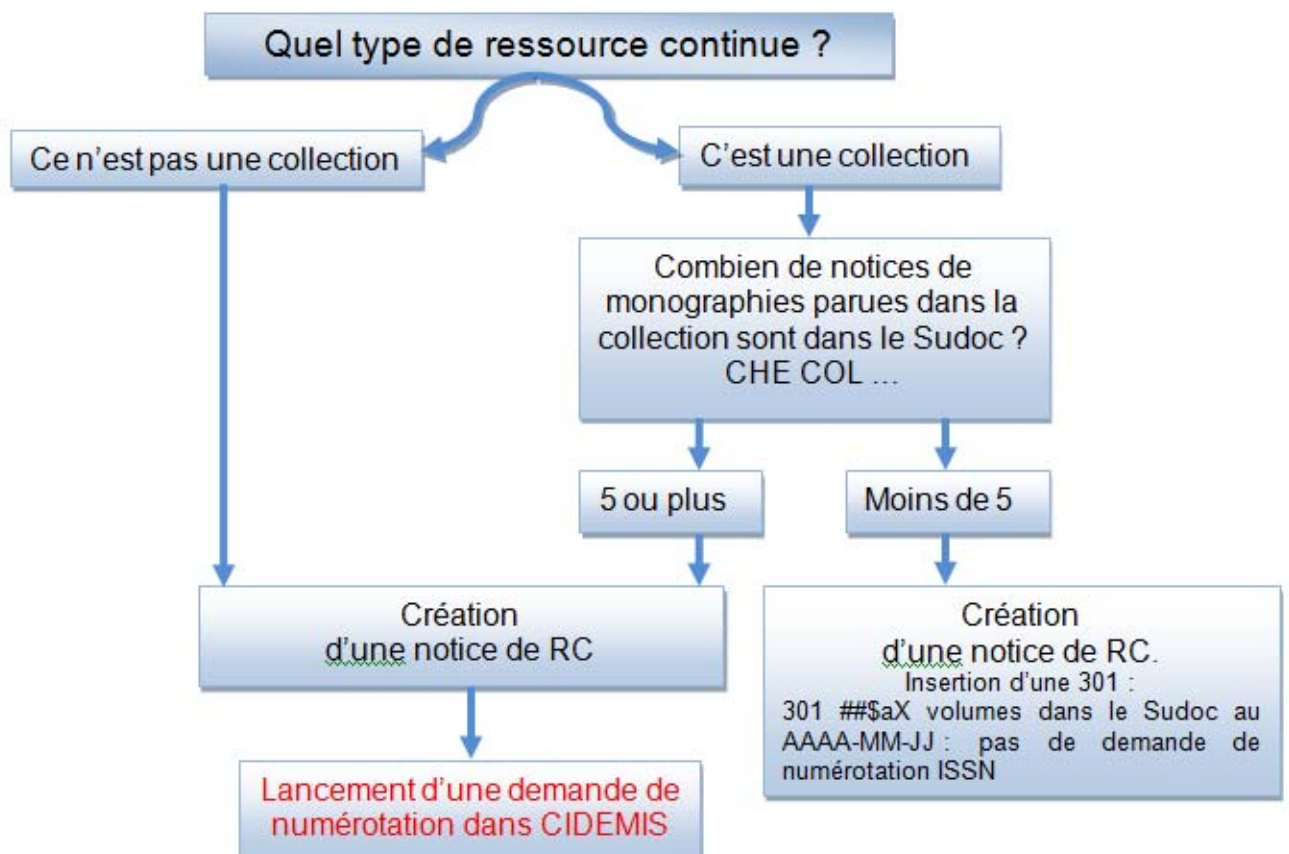 Quel type de ressource continue ?
Ce n'est pas une collection
C'est une collection
Combien de notices de
monographies parues dans la
collection sont dans le Sudoc ?
CHE COL ...
5 ou plus
Moins de 5
Création
d'une notice de RC
Création
d'une notice de RC.
Insertion d'une 301 :
301 ##$aX volumes dans le Sudoc au
AAAA-MM-JJ : pas de demande de
numérotation ISSN
Lancement d'une demande de
numérotation dans CIDEMIS